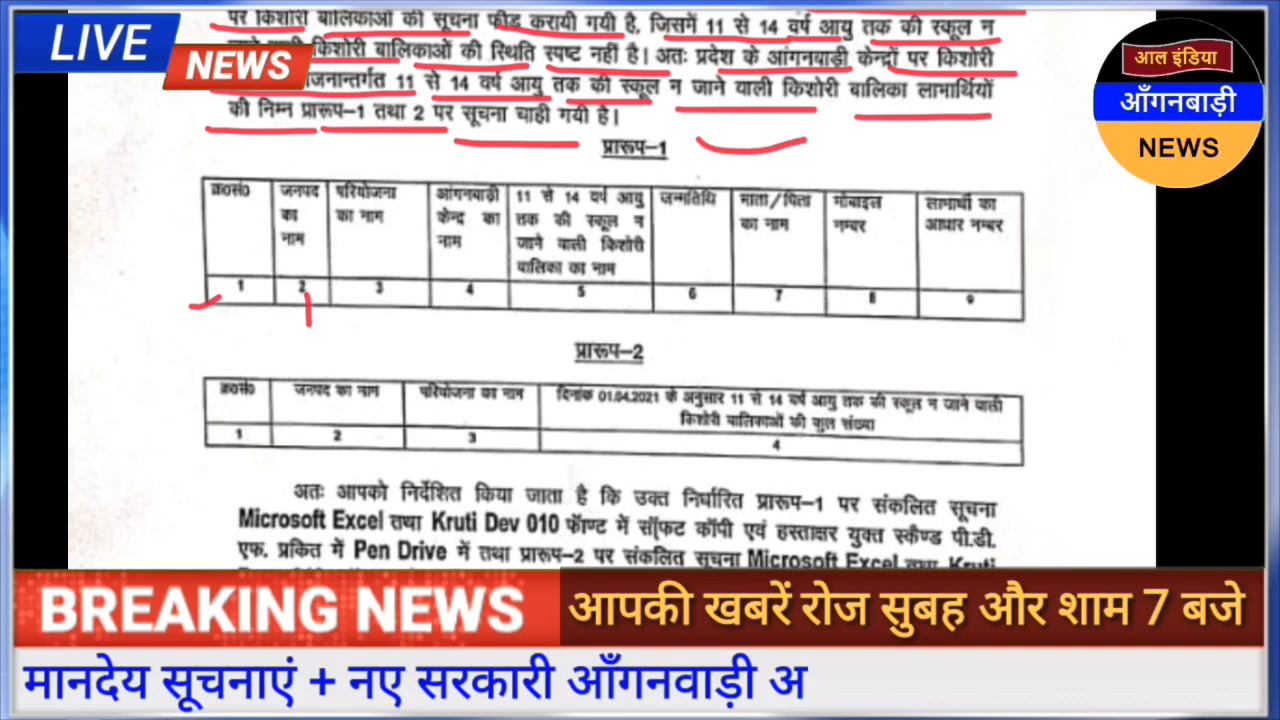 LIVE
NEWS
आल इंडिया
आँगनबाड़ी
NEWS
पर किशोरी बालिकाओं की सूचना फीड करायी गयी है, जिसमें 11 से 14 वर्ष आयु तक की स्कूल न
किशोरी बालिकाओं की स्थिति स्पष्ट नहीं है। अतः प्रदेश के आंगनबाड़ी केन्द्रों पर किशोरी
11 से 14 वर्ष आयु तक की स्कूल न जाने वाली किशोरी बालिका लाभार्थियों
की निम्न प्रारूप-1 तथा 2 पर सूचना चाही गयी है।
प्रारूप-1
क्र०सं० जनपद का नाम परियोजना का नाम आंगनबाड़ी केन्द्र का नाम 11 से 14 वर्ष आयु तक की स्कूल न जाने वाली किशोरी बालिका का नाम जन्मतिथि माता/पिता का नाम मोबाइल नम्बर लाभार्थी का आधार नम्बर
1 2 3 4 5 6 7 8 9
प्रारूप-2
क्र०सं० जनपद का नाम परियोजना का नाम दिनांक 01.04.2021 के अनुसार 11 से 14 वर्ष आयु तक की स्कूल न जाने वाली किशोरी बालिकाओं की कुल संख्या
1 2 3 4
अतः आपको निर्देशित किया जाता है कि उक्त निर्धारित प्रारूप-1 पर संकलित सूचना
Microsoft Excel तथा Kruti Dev 010 फॅाण्ट में सॉफ्ट कॉपी एवं हस्ताक्षर युक्त स्कैण्ड पी.डी.
एफ. प्रकित में Pen Drive में तथा प्रारूप-2 पर संकलित सूचना Microsoft Excel तथा Kruti
BREAKING NEWS
आपकी खबरें रोज सुबह और शाम 7 बजे
मानदेय सूचनाएं + नए सरकारी आँगनवाड़ी अ